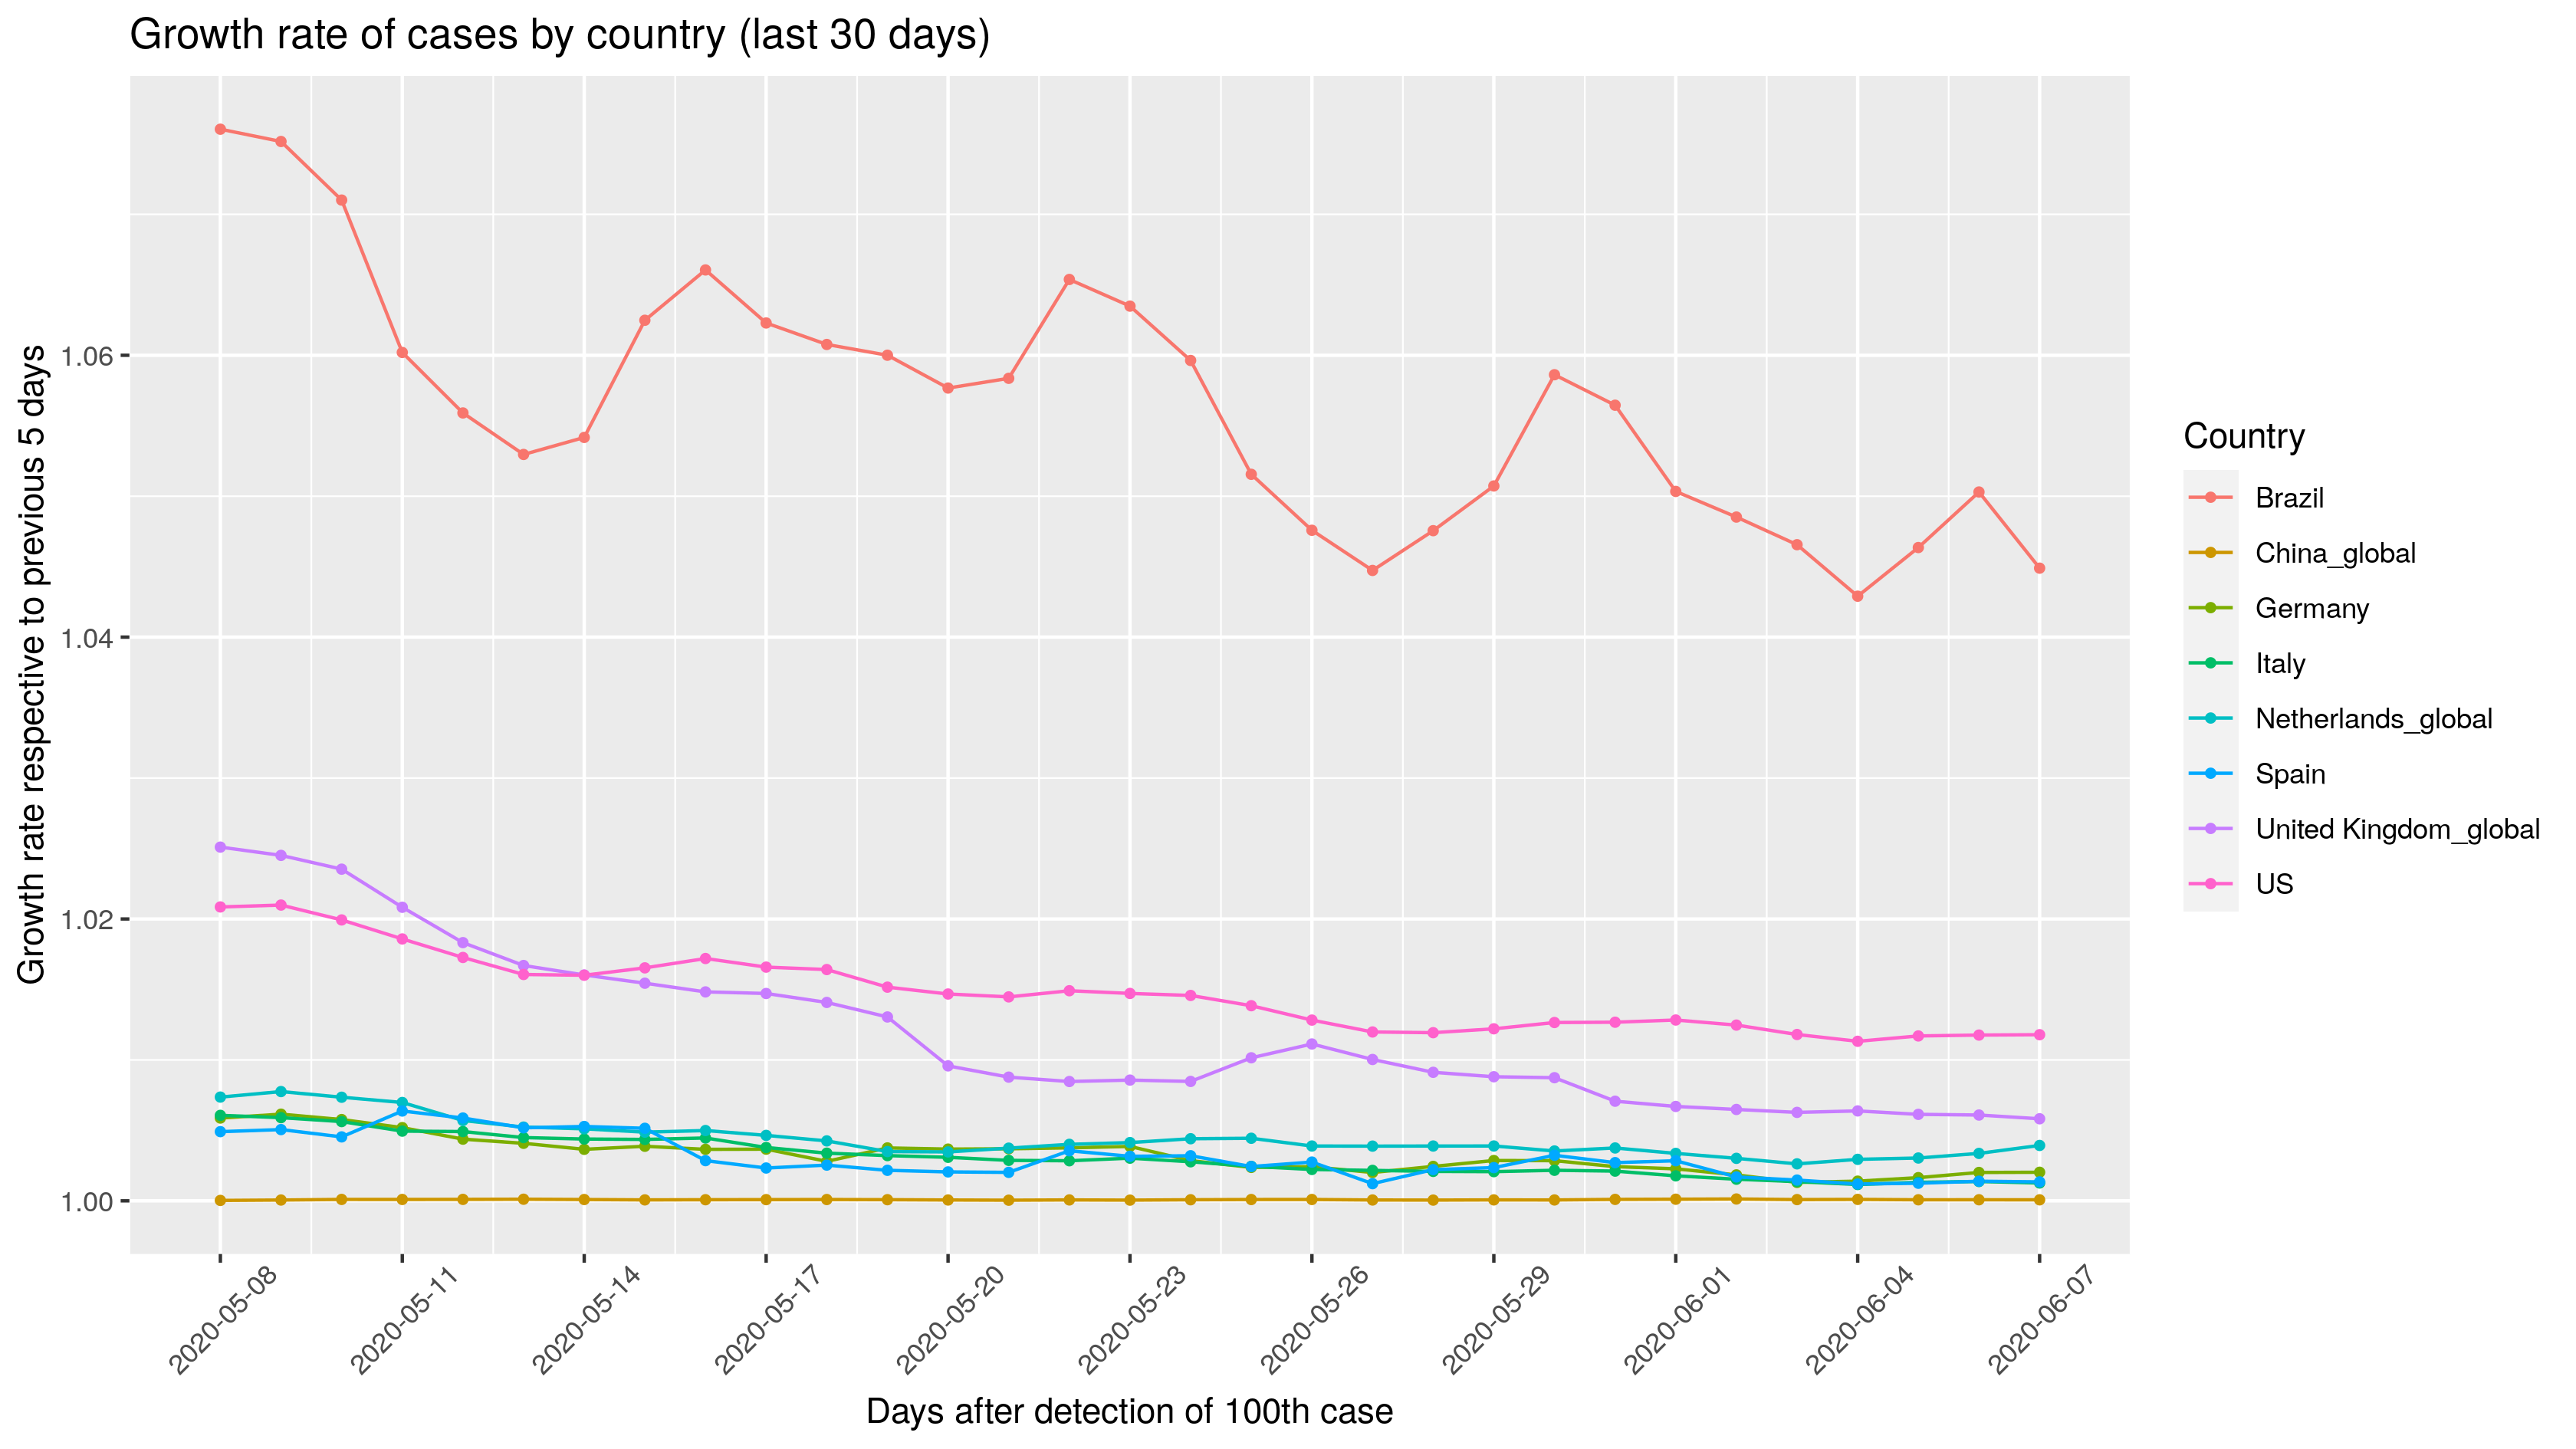 Growth rate of cases by country (last 30 days)
Growth rate respective to previous 5 days
1.06
1.04
1.02
1.00
2020-05-08
2020-05-11
2020-05-14
2020-05-17
2020-05-20
2020-05-23
2020-05-26
2020-05-29
2020-06-01
2020-06-04
2020-06-07
Days after detection of 100th case
Country
Brazil
China_global
Germany
Italy
Netherlands_global
Spain
United Kingdom_global
US